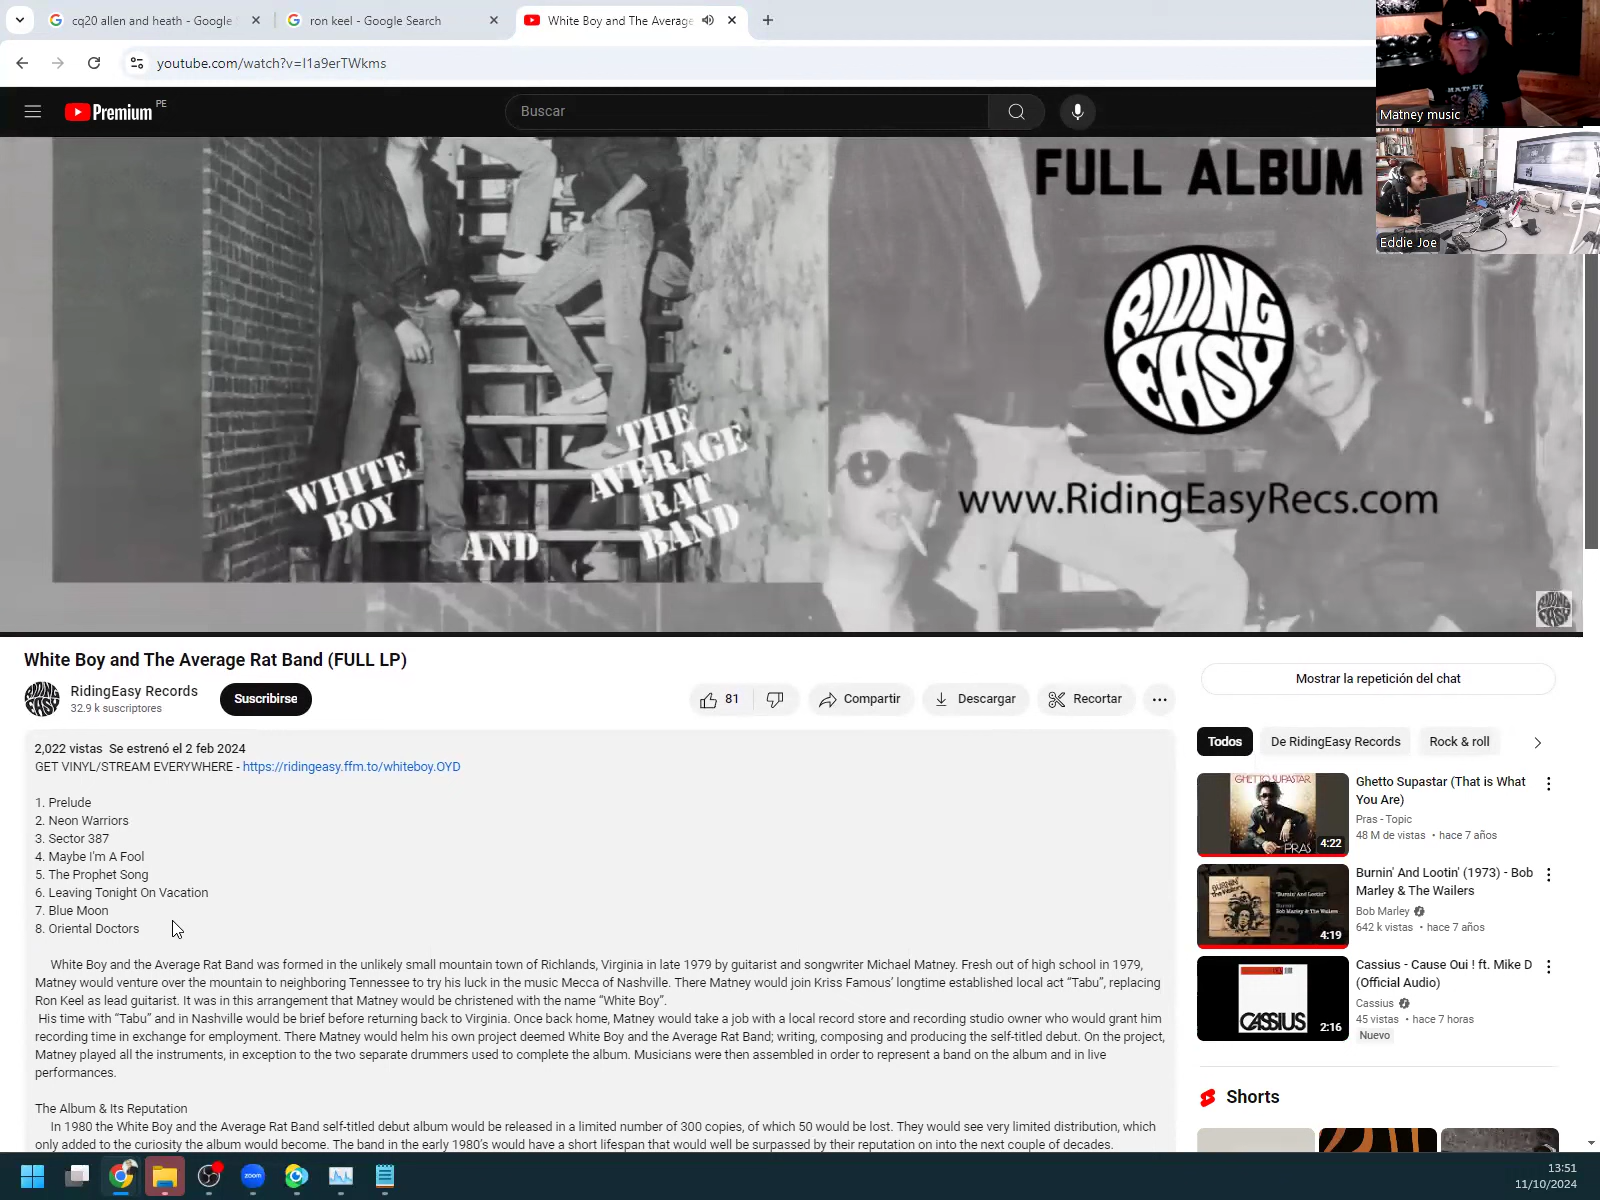 cq20 allen and heath - Google
ron keel - Google Search
White Boy and The Average
youtube.com/watch?v=I1a9erTWkms
Premium PE
Buscar
Matney music
Eddie Joe
FULL ALBUM
RIDING
EASY
www.RidingEasyRecs.com
WHITE
BOY
AND
THE
AVERAGE
RAT
BAND
White Boy and The Average Rat Band (FULL LP)
RidingEasy Records
32.9 k suscriptores
Suscribirse
81
Compartir
Descargar
Recortar
Mostrar la repetición del chat
2,022 vistas Se estrenó el 2 feb 2024
GET VINYL/STREAM EVERYWHERE - https://ridingeasy.ffm.to/whiteboy.OYD
1. Prelude
2. Neon Warriors
3. Sector 387
4. Maybe I'm A Fool
5. The Prophet Song
6. Leaving Tonight On Vacation
7. Blue Moon
8. Oriental Doctors
White Boy and the Average Rat Band was formed in the unlikely small mountain town of Richlands, Virginia in late 1979 by guitarist and songwriter Michael Matney. Fresh out of high school in 1979,
Matney would venture over the mountain to neighboring Tennessee to try his luck in the music Mecca of Nashville. There Matney would join Kriss Famous' longtime established local act “Tabu”, replacing
Ron Keel as lead guitarist. It was in this arrangement that Matney would be christened with the name “White Boy”.
His time with “Tabu” and in Nashville would be brief before returning back to Virginia. Once back home, Matney would take a job with a local record store and recording studio owner who would grant him
recording time in exchange for employment. There Matney would helm his own project deemed White Boy and the Average Rat Band; writing, composing and producing the self-titled debut. On the project,
Matney played all the instruments, in exception to the two separate drummers used to complete the album. Musicians were then assembled in order to represent a band on the album and in live
performances.
The Album & Its Reputation
In 1980 the White Boy and the Average Rat Band self-titled debut album would be released in a limited number of 300 copies, of which 50 would be lost. They would see very limited distribution, which
only added to the curiosity the album would become. The band in the early 1980's would have a short lifespan that would well be surpassed by their reputation on into the next couple of decades.
Todos
De RidingEasy Records
Rock & roll
GHETTO SUPASTAR
PRAS
4:22
Ghetto Supastar (That is What
You Are)
Pras - Topic
48 M de vistas • hace 7 años
BURNIN'
"Burnin' And Lootin'"
Bob Marley & The Wailers
4:19
Burnin' And Lootin' (1973) - Bob
Marley & The Wailers
Bob Marley
642 k vistas • hace 7 años
CASSIUS
2:16
Cassius - Cause Oui ! ft. Mike D
(Official Audio)
Cassius
45 vistas • hace 7 horas
Nuevo
Shorts
zoom
13:51
11/10/2024